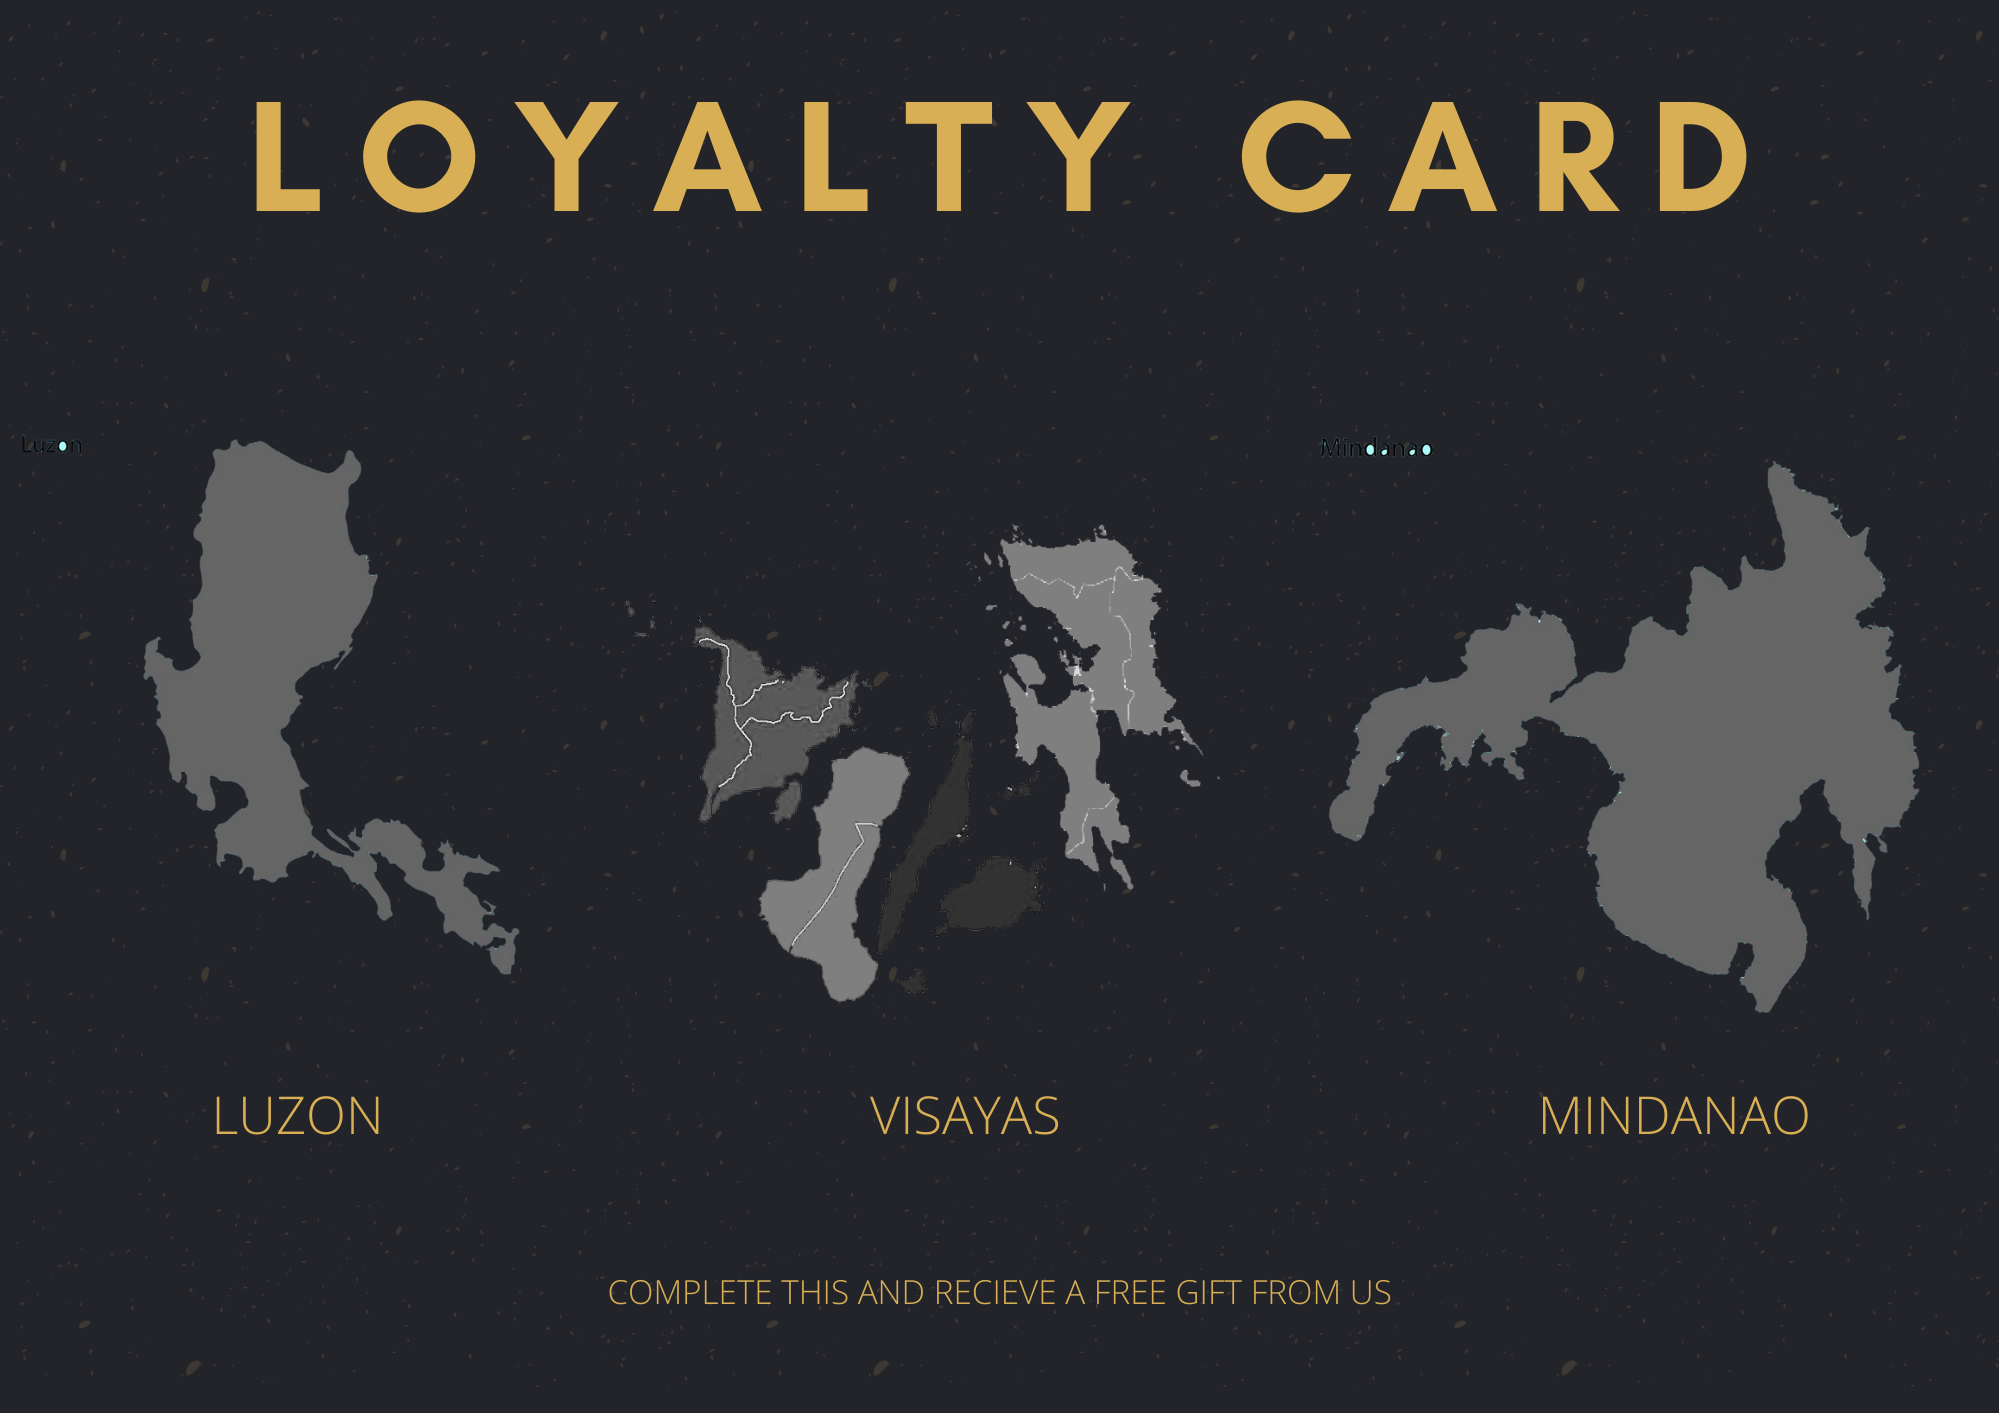 LOYALTY CARD
Luzon
Mindanao
LUZON
VISAYAS
MINDANAO
COMPLETE THIS AND RECIEVE A FREE GIFT FROM US